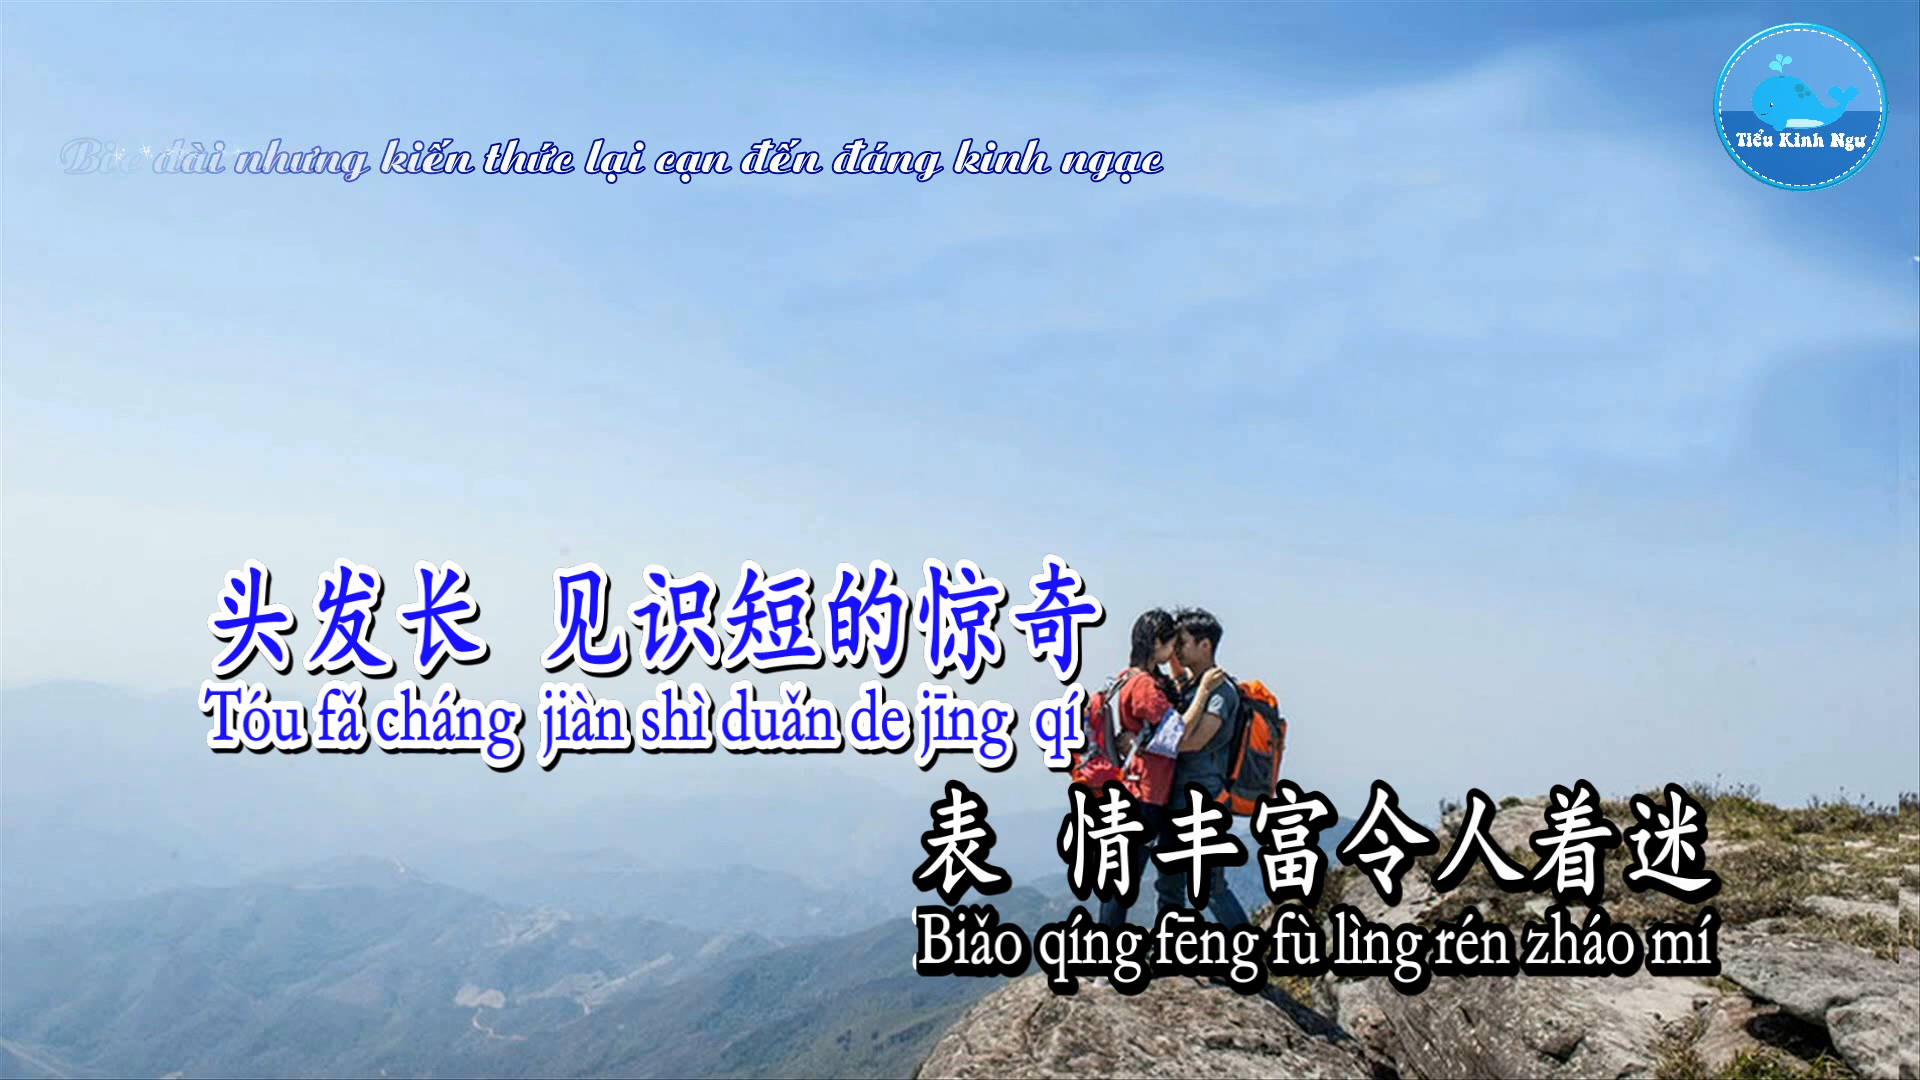 dài nhưng kiến thức lại cạn đến đáng kinh ngạc
Tiểu Kình Ngư
头发长 见识短的惊奇
Tóu fǎ cháng jiàn shì duǎn de jīng qí
表 情丰富令人着迷
Biǎo qíng fēng fù lìng rén zháo mí